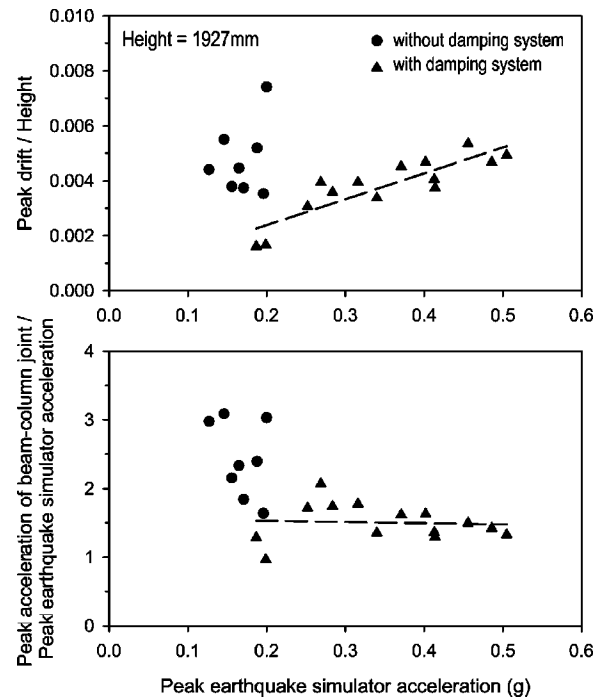 0.010
Height = 1927mm
without damping system
with damping system
0.008
0.006
0.004
0.002
0.000
Peak drift / Height
0.0 0.1 0.2 0.3 0.4 0.5 0.6
4
3
2
1
0
Peak acceleration of beam-column joint /
Peak earthquake simulator acceleration
0.0 0.1 0.2 0.3 0.4 0.5 0.6
Peak earthquake simulator acceleration (g)